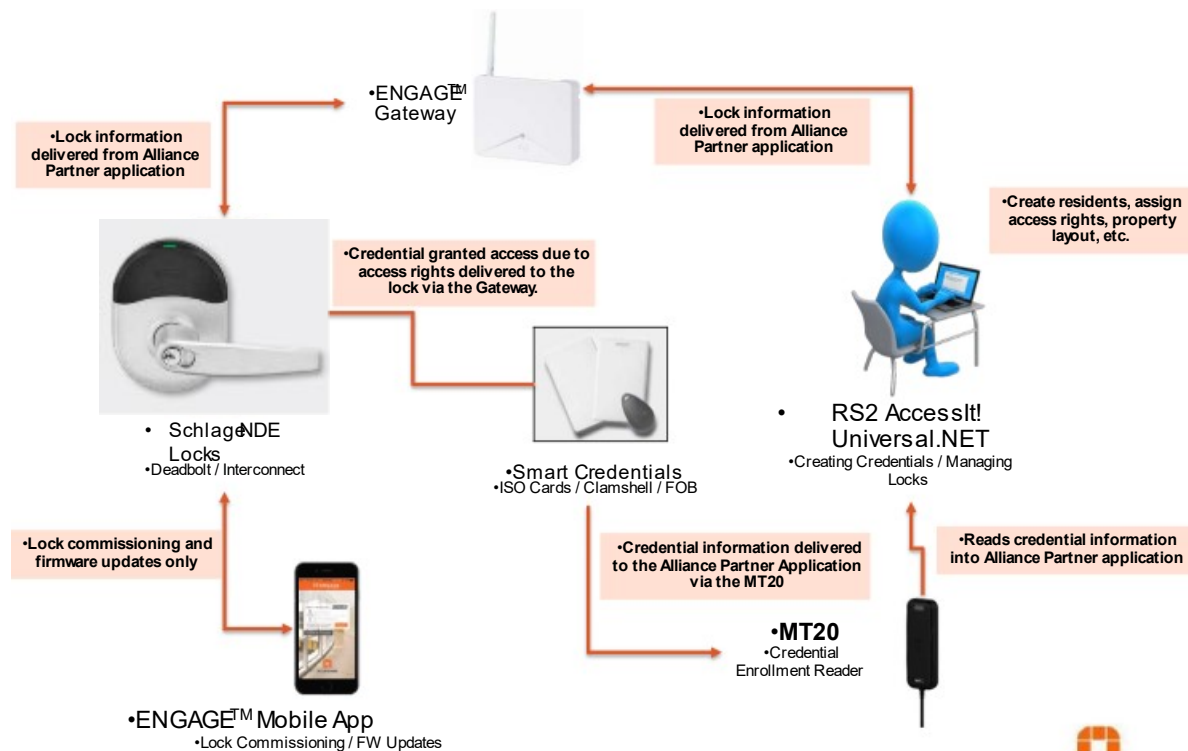 •ENGAGE™
Gateway
•Lock information
delivered from Alliance
Partner application
•Lock information
delivered from Alliance
Partner application
•Create residents, assign
access rights, property
layout, etc.
•Credential granted access due to
access rights delivered to the
lock via the Gateway.
• SchlageNDE
Locks
•Deadbolt / Interconnect
•Smart Credentials
•ISO Cards / Clamshell / FOB
• RS2 AccessIt!
Universal.NET
•Creating Credentials / Managing
Locks
•Lock commissioning and
firmware updates only
•Credential information delivered
to the Alliance Partner Application
via the MT20
•Reads credential information
into Alliance Partner application
•MT20
•Credential
Enrollment Reader
•ENGAGE™ Mobile App
•Lock Commissioning / FW Updates